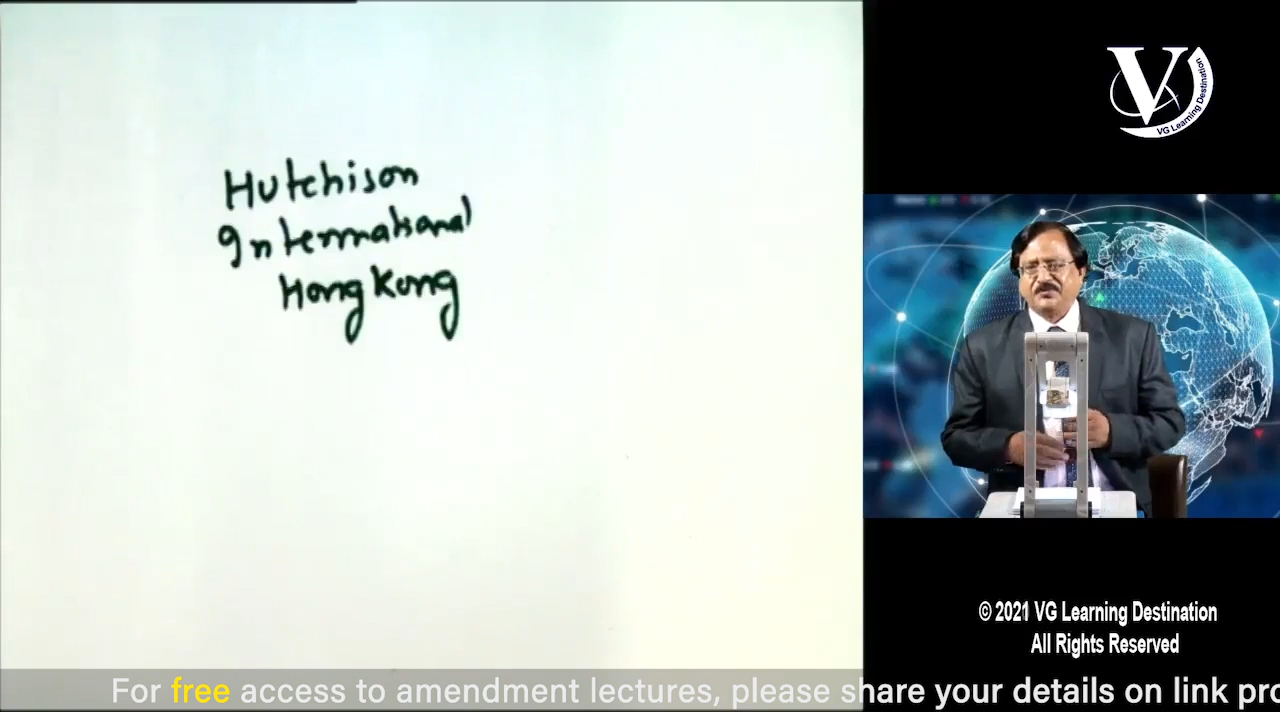 Hutchison
International
Hong Kong
V
VG Learning Destination
© 2021 VG Learning Destination
All Rights Reserved
For free access to amendment lectures, please share your details on link pro